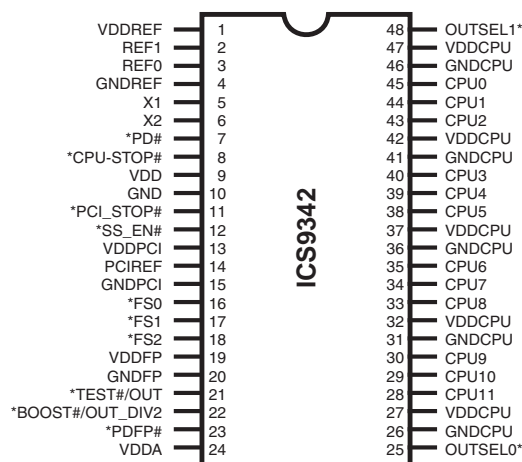 VDDREF 1 48 OUTSEL1*
REF1 2 47 VDDCPU
REF0 3 46 GNDCPU
GNDREF 4 45 CPU0
X1 5 44 CPU1
X2 6 43 CPU2
*PD# 7 42 VDDCPU
*CPU-STOP# 8 41 GNDCPU
VDD 9 40 CPU3
GND 10 39 CPU4
*PCI_STOP# 11 38 CPU5
*SS_EN# 12 37 VDDCPU
VDDPCI 13 36 GNDCPU
PCIREF 14 35 CPU6
GNDPCI 15 34 CPU7
*FS0 16 33 CPU8
*FS1 17 32 VDDCPU
*FS2 18 31 GNDCPU
VDDFP 19 30 CPU9
GNDFP 20 29 CPU10
*TEST#/OUT 21 28 CPU11
*BOOST#/OUT_DIV2 22 27 VDDCPU
*PDFP# 23 26 GNDCPU
VDDA 24 25 OUTSEL0*
ICS9342